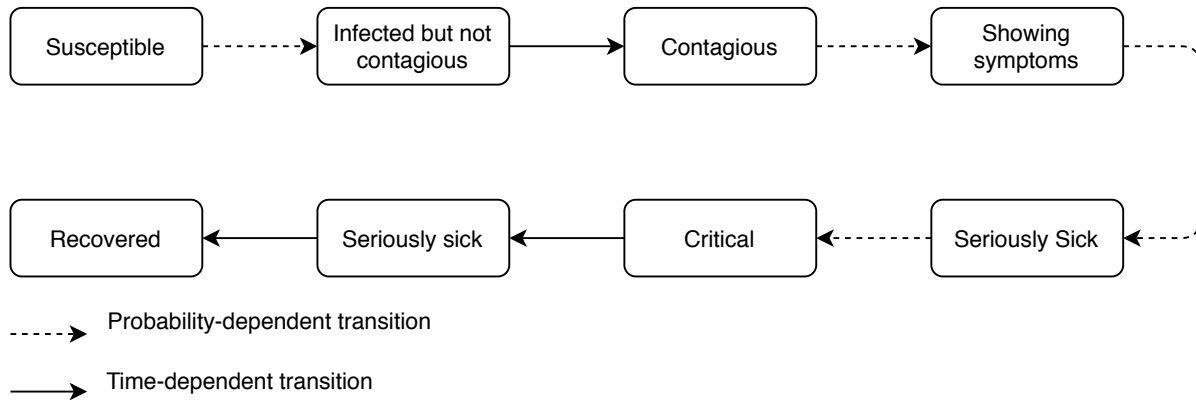 Susceptible
Infected but not
contagious
Contagious
Showing
symptoms
Recovered
Seriously sick
Critical
Seriously Sick
Probability-dependent transition
Time-dependent transition